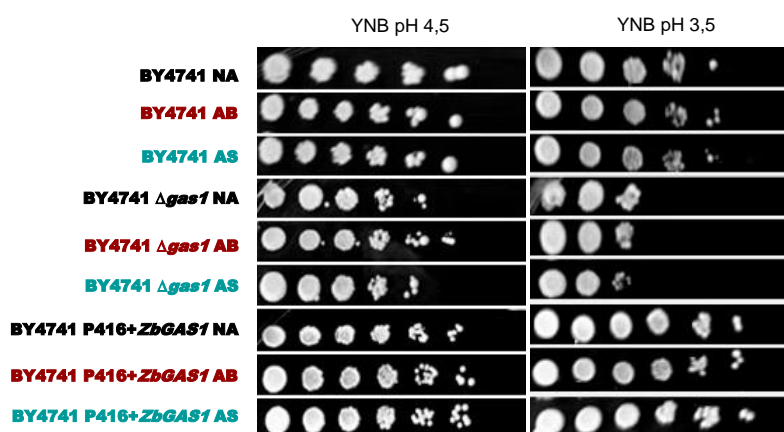 YNB pH 4,5
YNB pH 3,5
BY4741 NA
BY4741 AB
BY4741 AS
BY4741 Δgas1 NA
BY4741 Δgas1 AB
BY4741 Δgas1 AS
BY4741 P416+ZbGAS1 NA
BY4741 P416+ZbGAS1 AB
BY4741 P416+ZbGAS1 AS